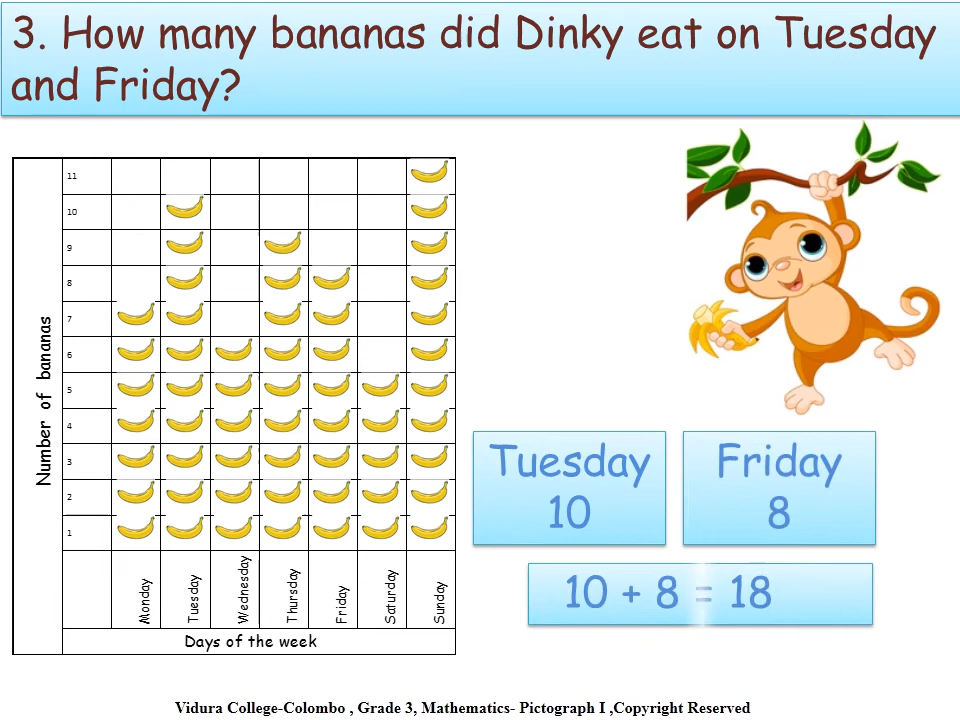 3. How many bananas did Dinky eat on Tuesday
and Friday?
Number of bananas
11
10
9
8
7
6
5
4
3
2
1
Monday
Tuesday
Wednesday
Thursday
Friday
Saturday
Sunday
Days of the week
Tuesday
10
Friday
8
10 + 8 = 18
Vidura College-Colombo , Grade 3, Mathematics- Pictograph I ,Copyright Reserved